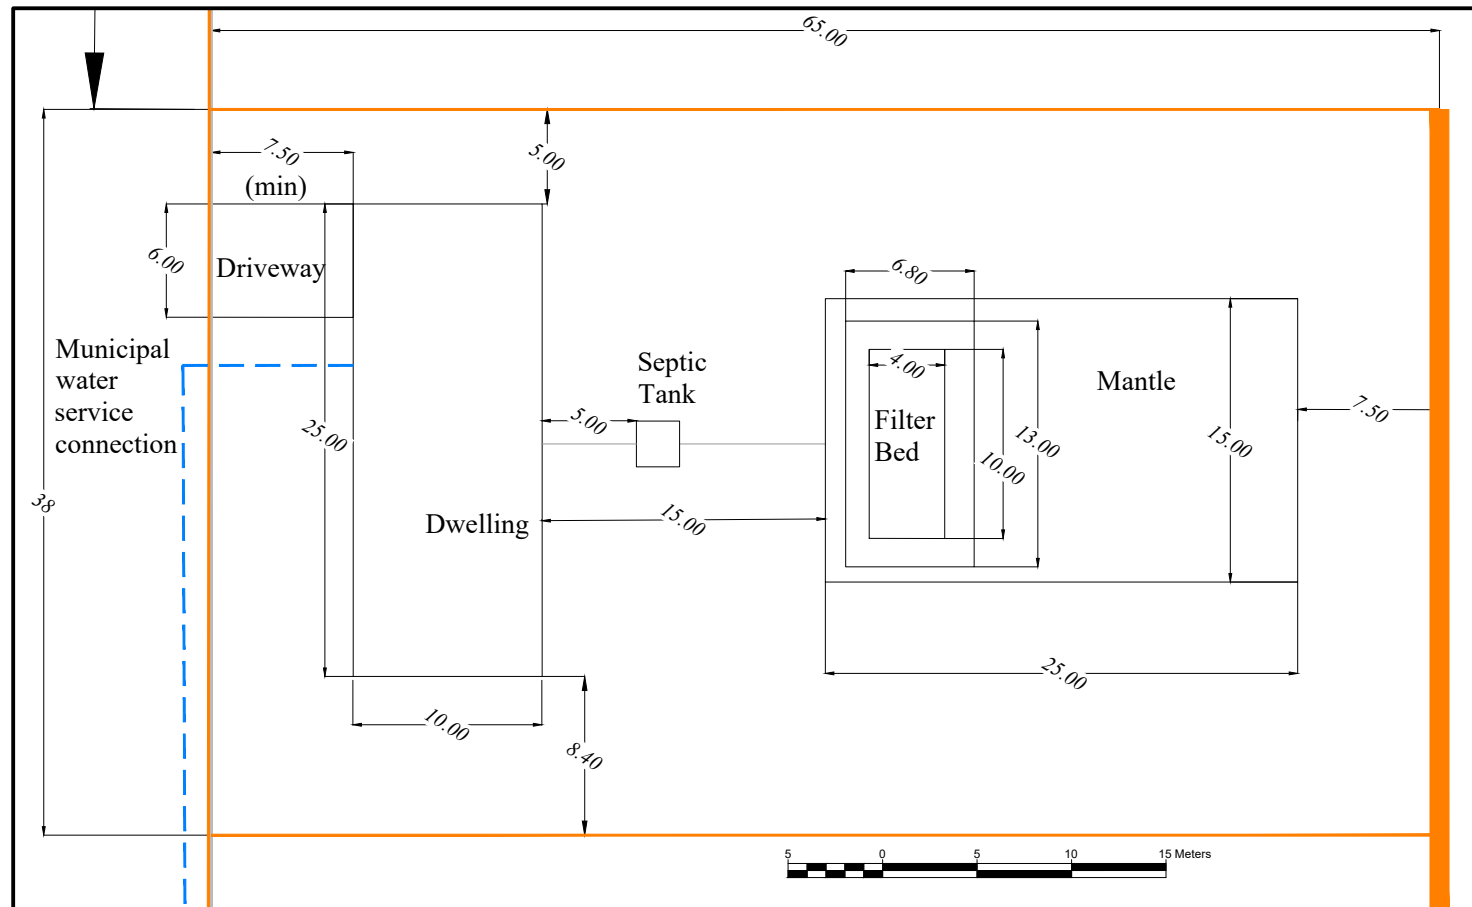 65.00
7.50
(min)
5.00
6.00
Driveway
6.80
Municipal
water
service
connection
Septic
Tank
4.00
Mantle
7.50
5.00
Filter
Bed
25.00
13.00
10.00
15.00
38
Dwelling
15.00
25.00
10.00
8.40
5 0 5 10 15 Meters